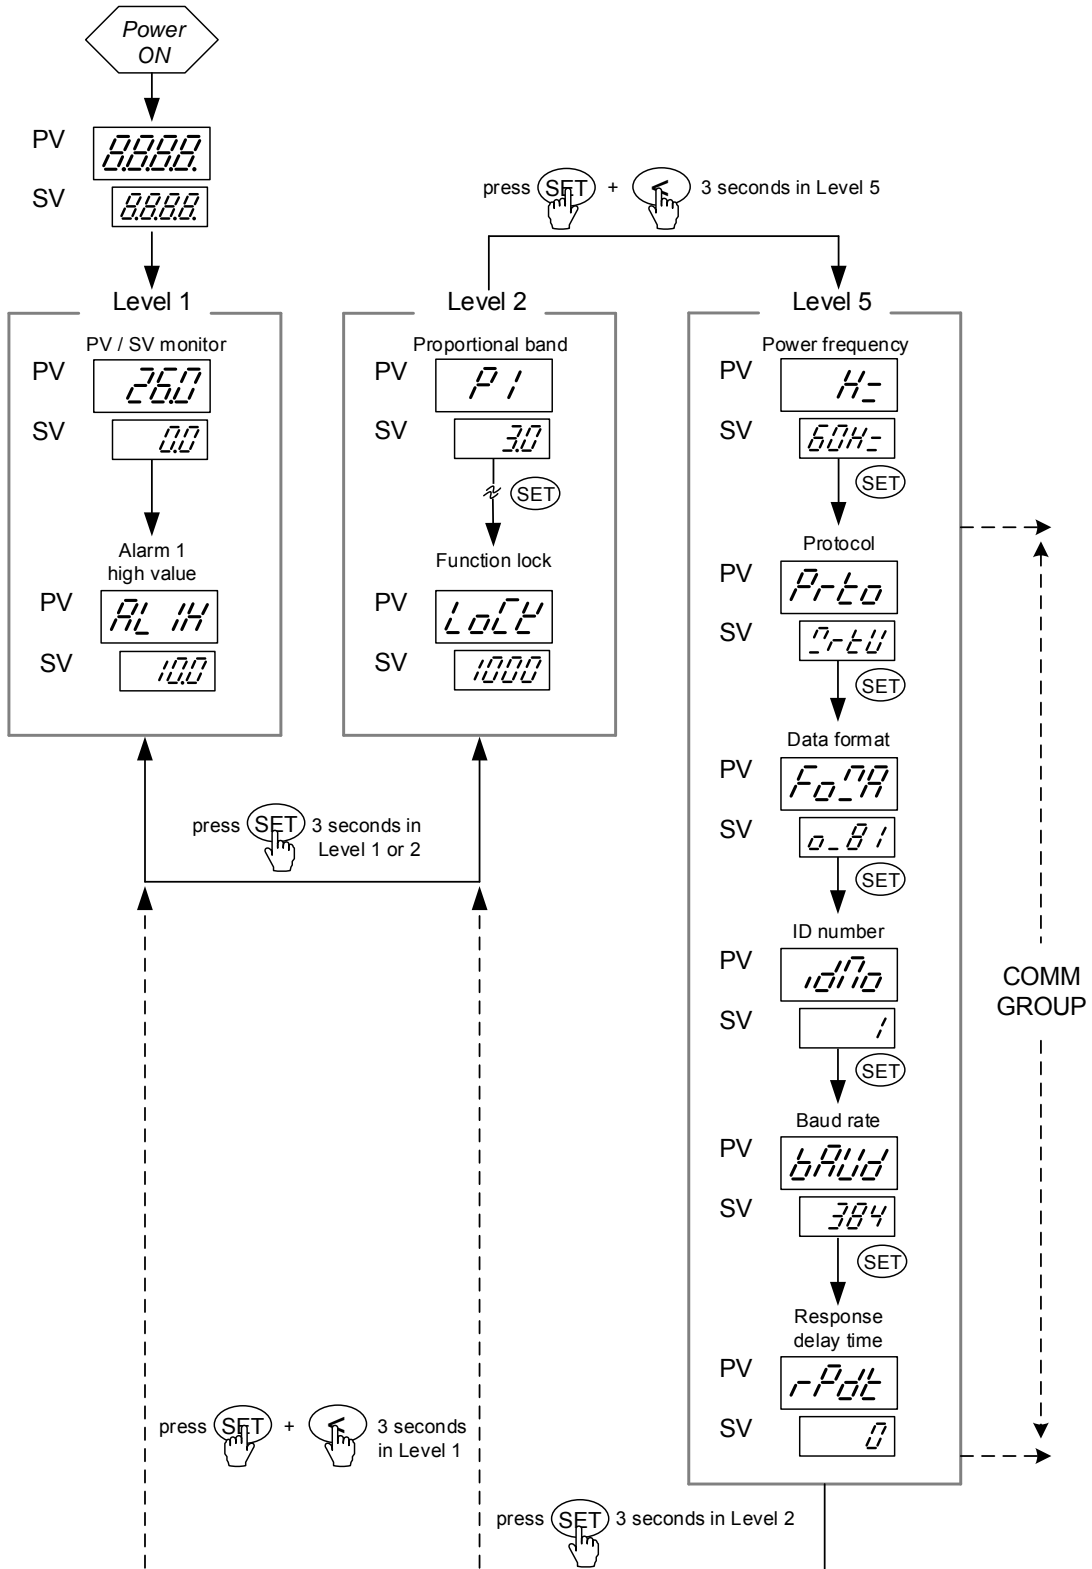 Power
ON
PV
8.8.8.8.
SV
8.8.8.8.
press SET + < 3 seconds in Level 5
Level 1
PV / SV monitor
PV
26.0
SV
0.0
Alarm 1
high value
PV
AL1H
SV
10.0
Level 2
Proportional band
PV
P1
SV
3.0
SET
Function lock
PV
LoCK
SV
1000
press SET 3 seconds in
Level 1 or 2
Level 5
Power frequency
PV
SV
SET
Protocol
PV
Prto
SV
SET
Data format
PV
SV
o_81
SET
ID number
PV
idNo
SV
1
SET
Baud rate
PV
bAUd
SV
384
SET
Response
delay time
PV
rPdt
SV
0
COMM
GROUP
press SET + < 3 seconds
in Level 1
press SET 3 seconds in Level 2